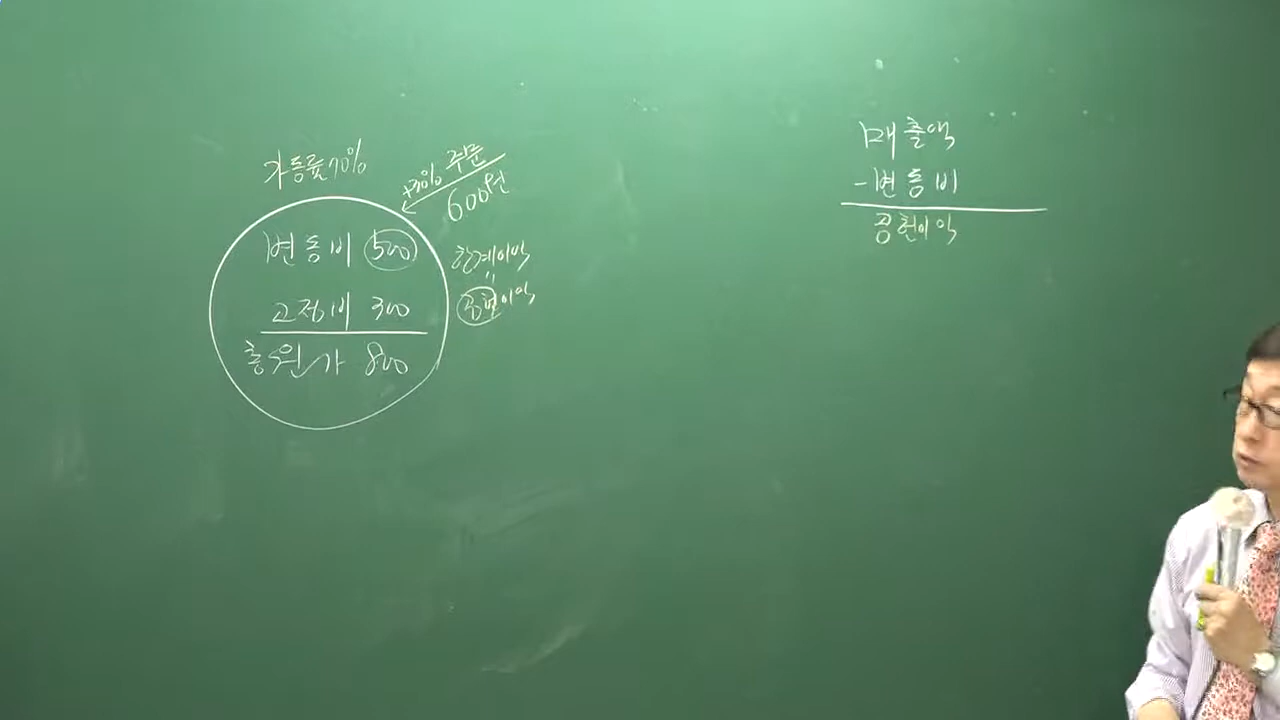 가동률 70%
+30% 주문
600원
변동비 500
고정비 300
총원가 800
한계이익
"
공헌이익
매출액
-변동비
공헌이익